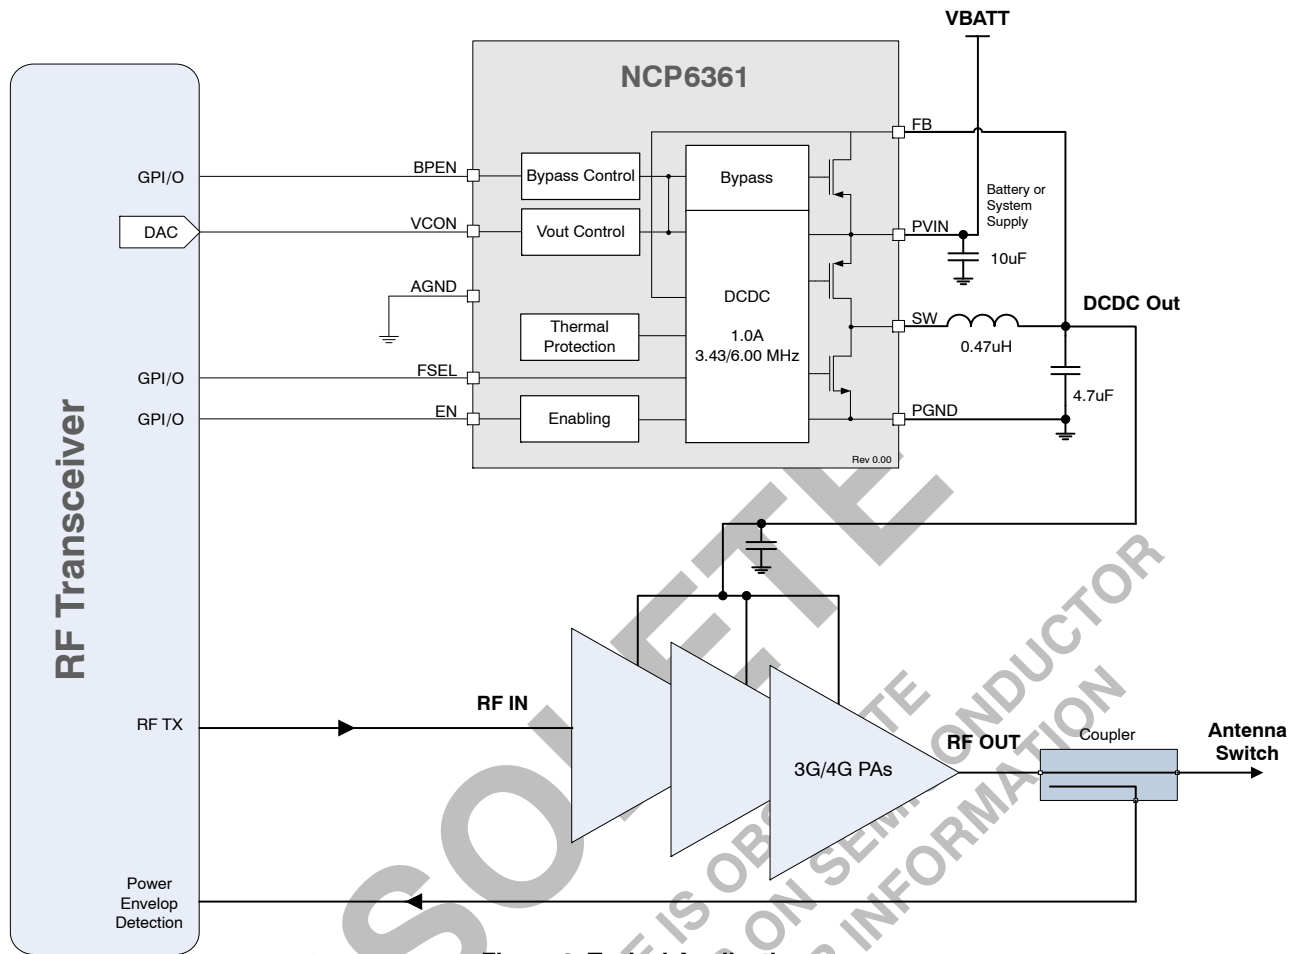 VBATT
NCP6361
FB
BPEN
GPI/O
Bypass Control
Bypass
Battery or
System
Supply
DAC
VCON
Vout Control
PVIN
10uF
AGND
DCDC
1.0A
3.43/6.00 MHz
SW
DCDC Out
0.47uH
Thermal
Protection
GPI/O
FSEL
4.7uF
GPI/O
EN
Enabling
PGND
Rev 0.00
RF Transceiver
RF IN
RF TX
3G/4G PAs
RF OUT
Coupler
Antenna
Switch
Power
Envelop
Detection